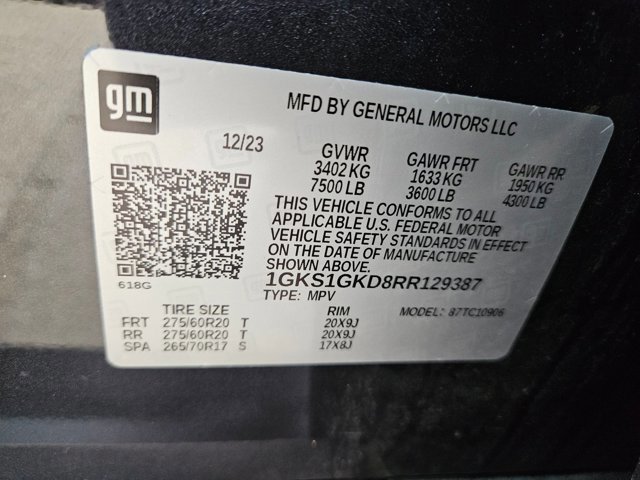 gm
MFD BY GENERAL MOTORS LLC
12/23
GVWR GAWR FRT GAWR RR
3402 KG 1633 KG 1950 KG
7500 LB 3600 LB 4300 LB
THIS VEHICLE CONFORMS TO ALL
APPLICABLE U.S. FEDERAL MOTOR
VEHICLE SAFETY STANDARDS IN EFFECT
ON THE DATE OF MANUFACTURE
SHOWN ABOVE.
618G
1GKS1GKD8RR129387
TYPE: MPV MODEL: 87TC10906
TIRE SIZE RIM
FRT 275/60R20 T 20X9J
RR 275/60R20 T 20X9J
SPA 265/70R17 S 17X8J